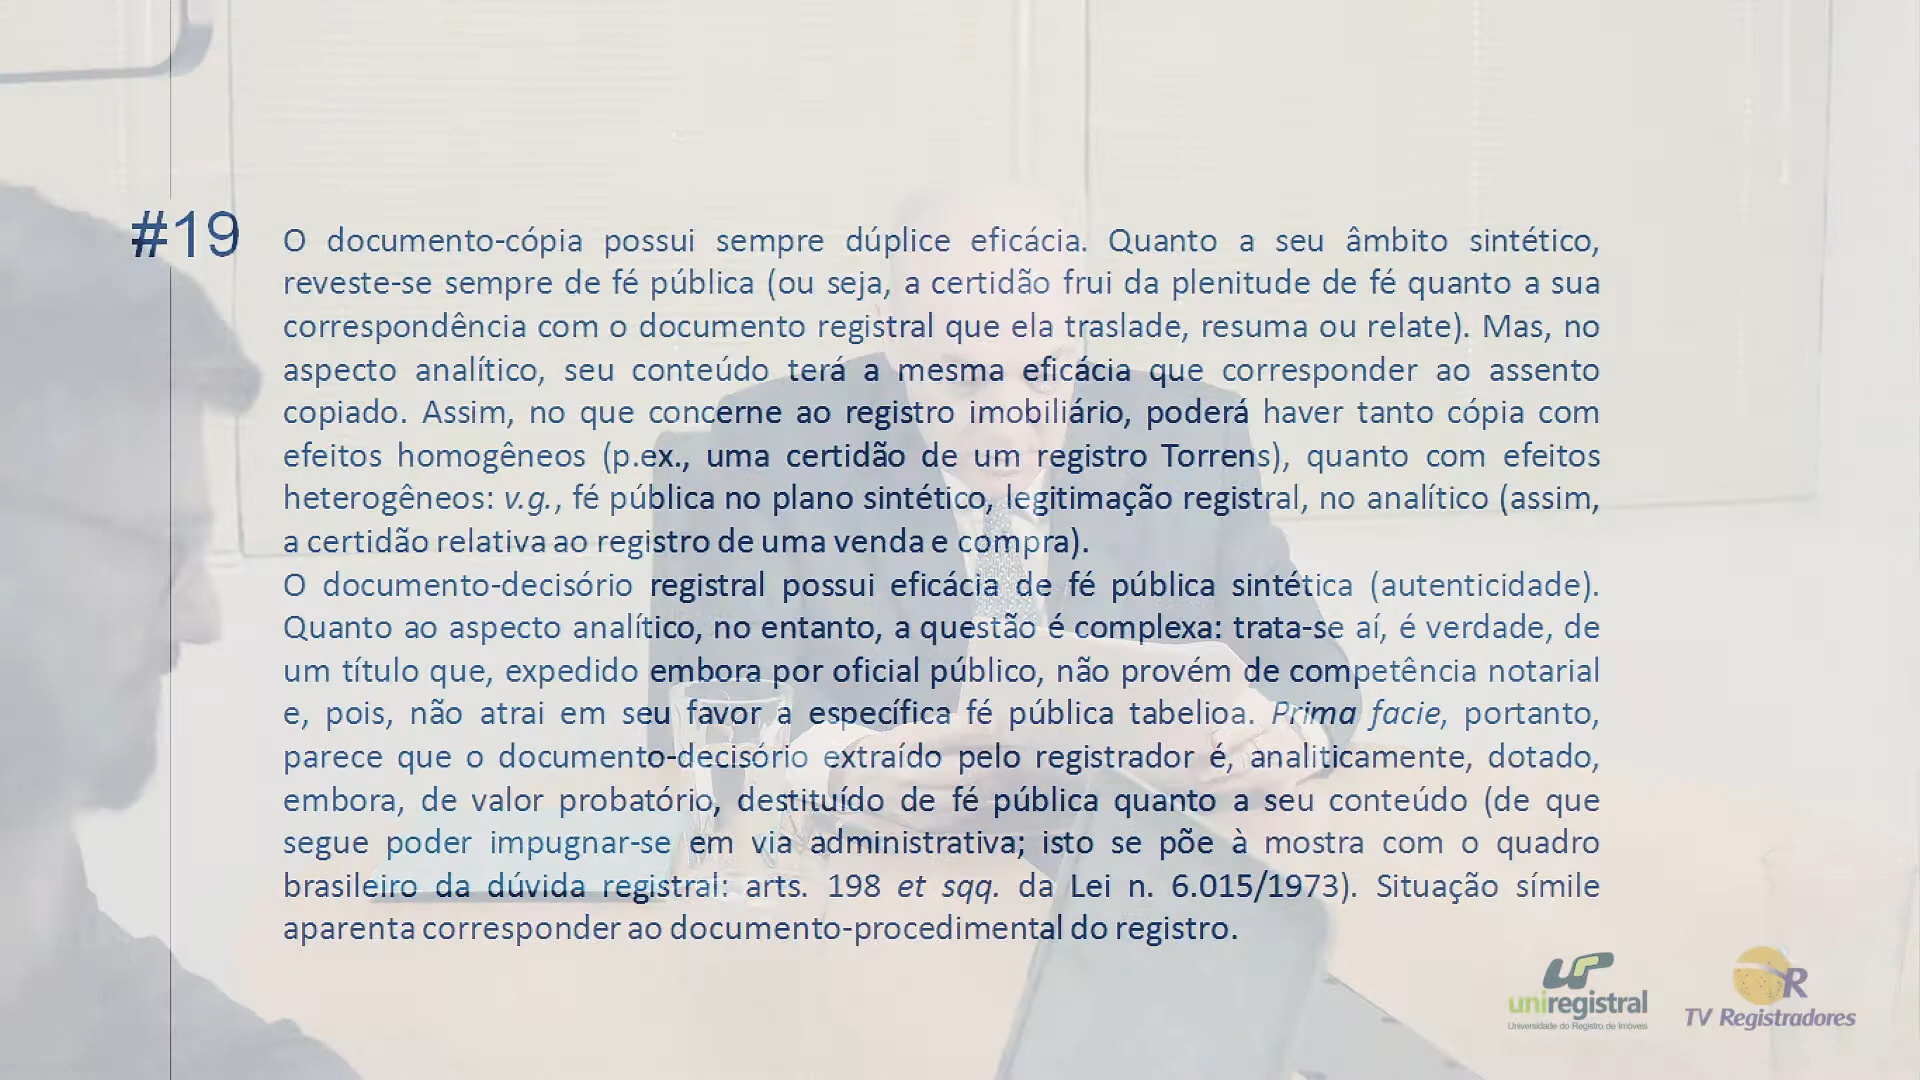 #19
O documento-cópia possui sempre dúplice eficácia. Quanto a seu âmbito sintético,
reveste-se sempre de fé pública (ou seja, a certidão frui da plenitude de fé quanto a sua
correspondência com o documento registral que ela traslade, resuma ou relate). Mas, no
aspecto analítico, seu conteúdo terá a mesma eficácia que corresponder ao assento
copiado. Assim, no que concerne ao registro imobiliário, poderá haver tanto cópia com
efeitos homogêneos (p.ex., uma certidão de um registro Torrens), quanto com efeitos
heterogêneos: v.g., fé pública no plano sintético, legitimação registral, no analítico (assim,
a certidão relativa ao registro de uma venda e compra).
O documento-decisório registral possui eficácia de fé pública sintética (autenticidade).
Quanto ao aspecto analítico, no entanto, a questão é complexa: trata-se aí, é verdade, de
um título que, expedido embora por oficial público, não provém de competência notarial
e, pois, não atrai em seu favor a específica fé pública tabelioa. Prima facie, portanto,
parece que o documento-decisório extraído pelo registrador é, analiticamente, dotado,
embora, de valor probatório, destituído de fé pública quanto a seu conteúdo (de que
segue poder impugnar-se em via administrativa; isto se põe à mostra com o quadro
brasileiro da dúvida registral: arts. 198 et sqq. da Lei n. 6.015/1973). Situação símile
aparenta corresponder ao documento-procedimental do registro.
uniregistral
Universidade do Registro de Imóveis
R
TV Registradores